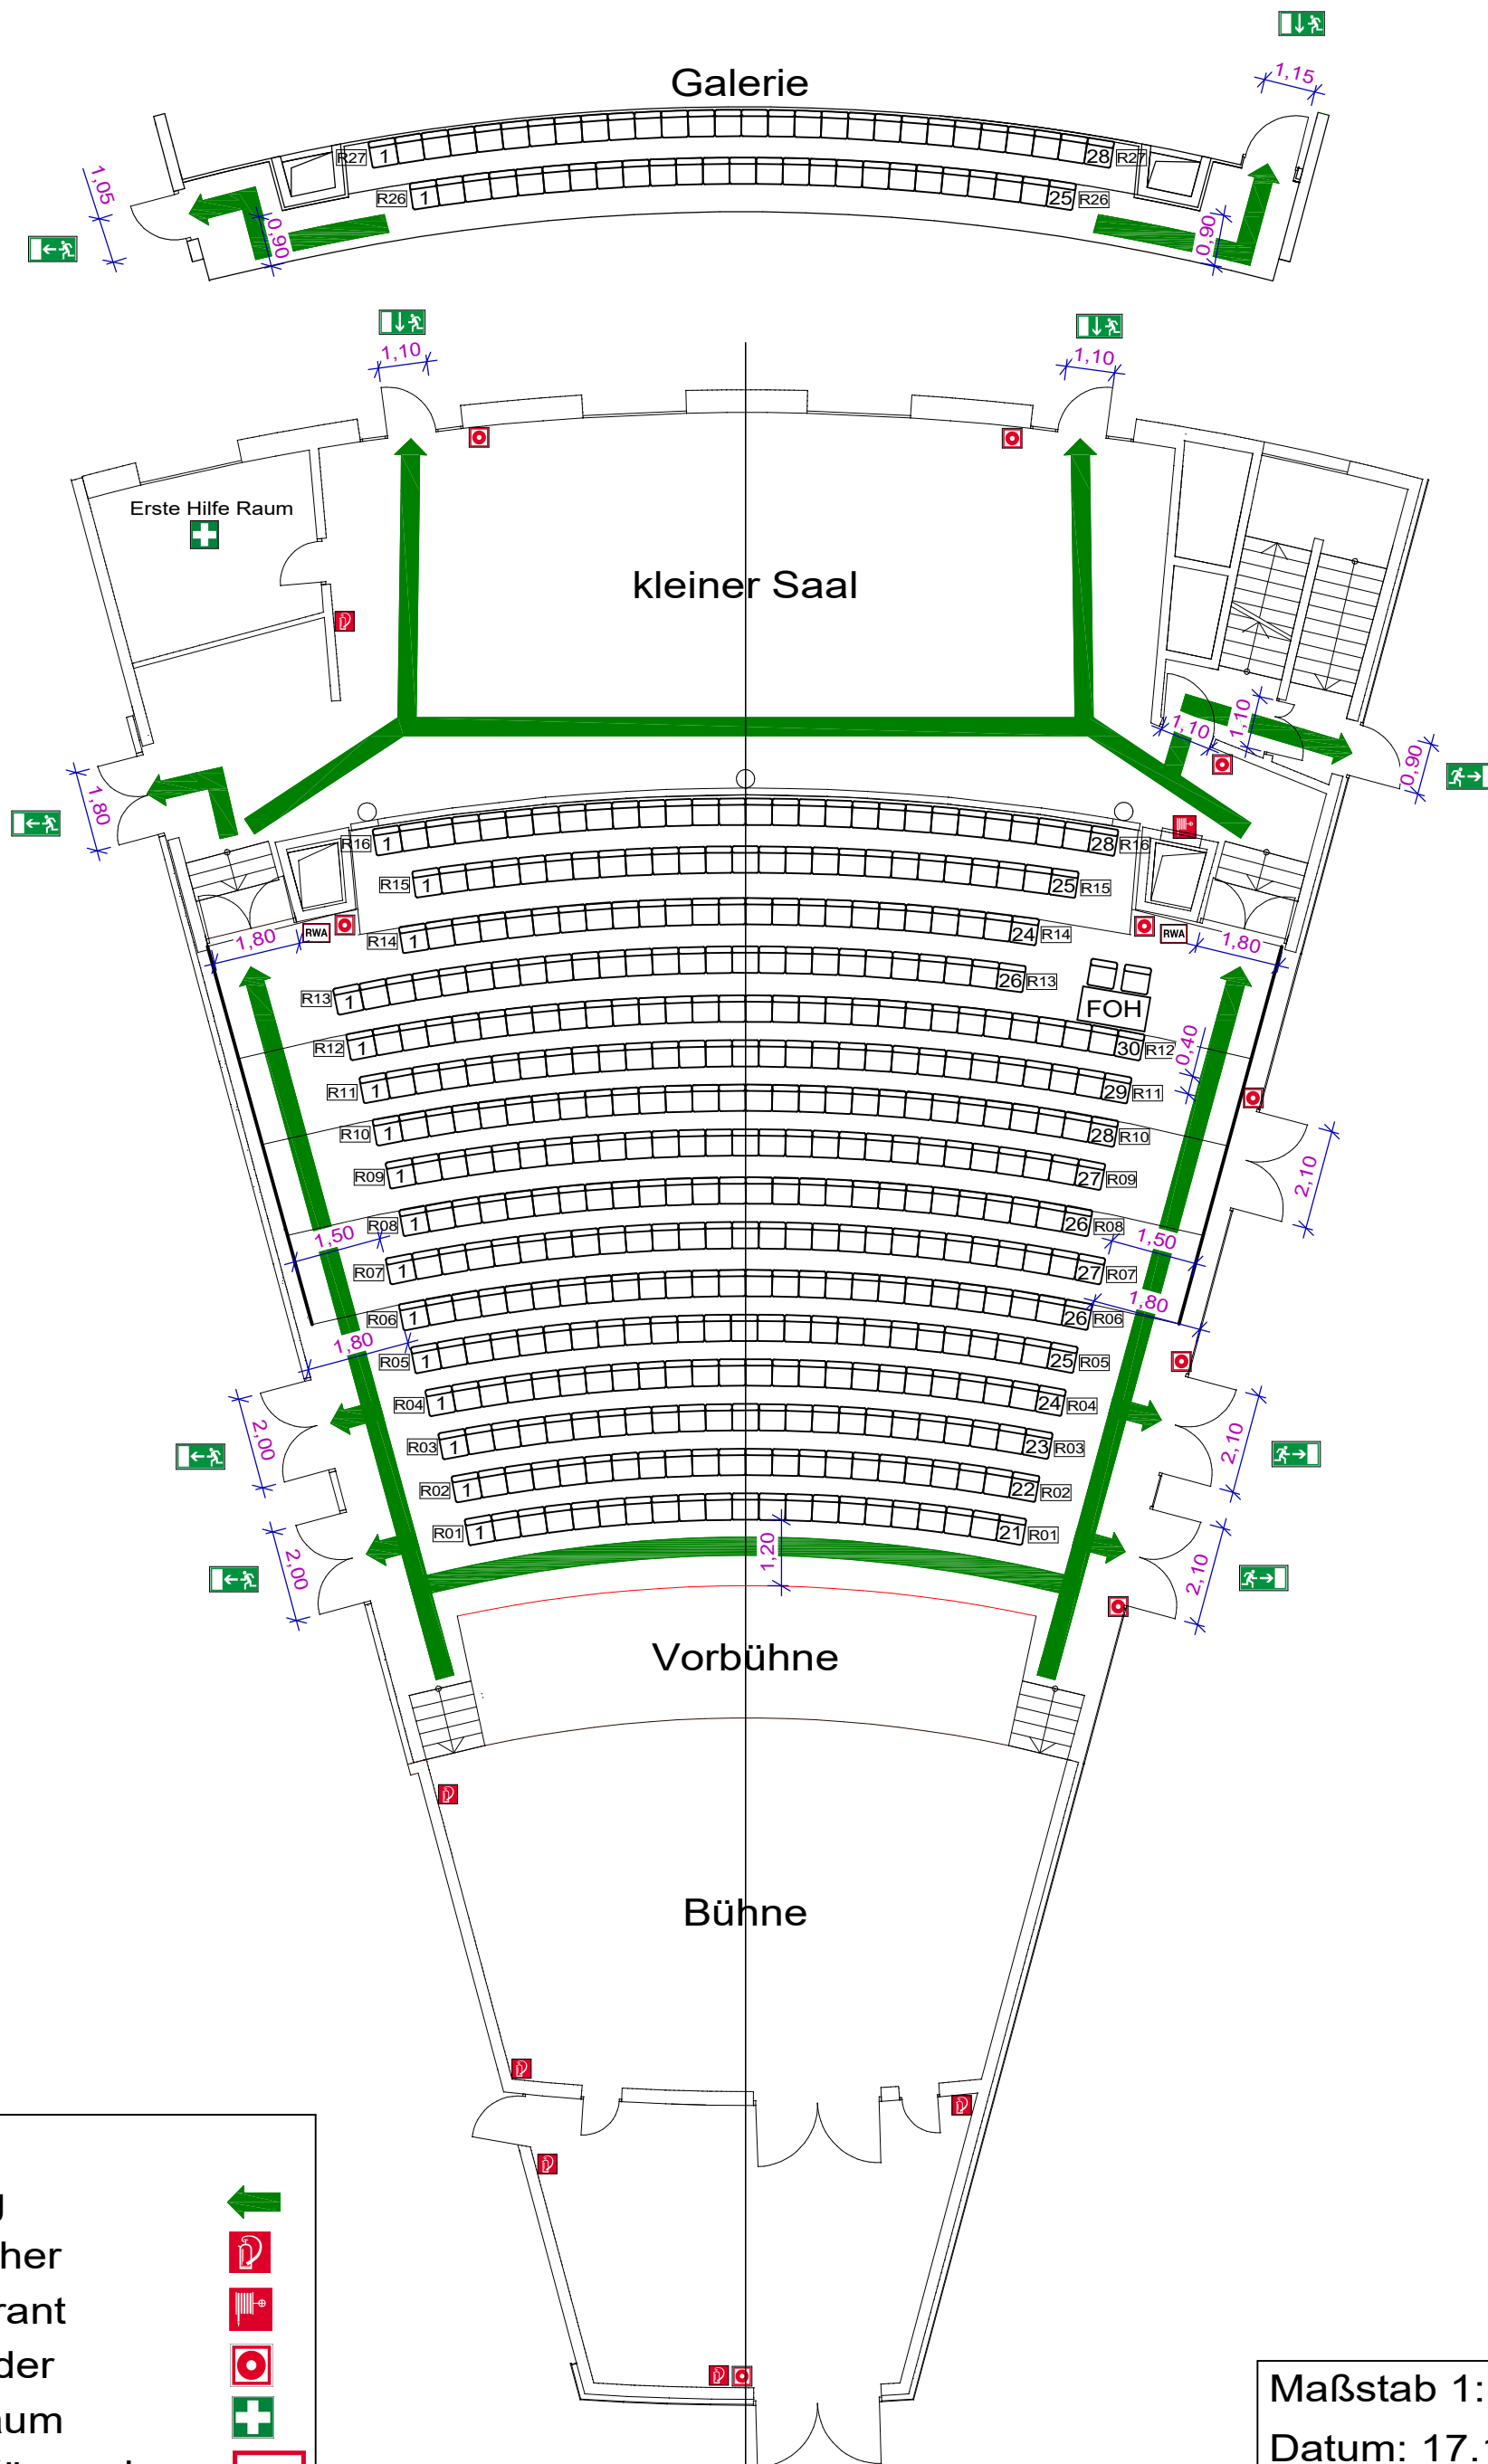 Galerie
1,15
R27 1 28 R27
R26 1 25 R26
1,05
0,90
0,90
1,10
1,10
Erste Hilfe Raum
kleiner Saal
1,10
1,10
0,90
1,80
R16 1 28 R16
R15 1 25 R15
RWA
RWA
1,80
1,80
R14 1 24 R14
R13 1 26 R13
FOH
R12 1 30 R12
0,40
R11 1 29 R11
R10 1 28 R10
2,10
R09 1 27 R09
R08 1 26 R08
1,50
1,50
R07 1 27 R07
R06 1 26 R06
1,80
1,80
R05 1 25 R05
R04 1 24 R04
2,00
2,10
R03 1 23 R03
R02 1 22 R02
R01 1 21 R01
1,20
2,00
2,10
Vorbühne
Bühne
g
her
rant
der
aum
Maßstab 1:
Datum: 17.